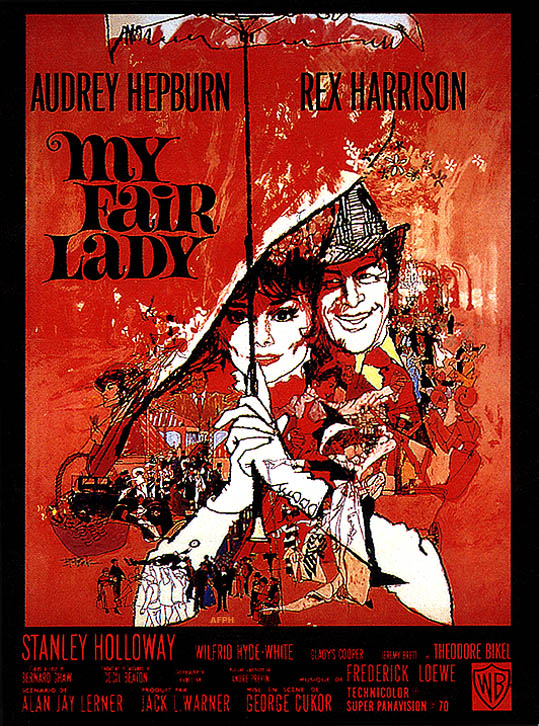 AUDREY HEPBURN REX HARRISON
MY
FAIR
LADY
AFPH
STANLEY HOLLOWAY WILFRID HYDE-WHITE GLADYS COOPER JEREMY BRETT THEODORE BIKEL
BERNARD SHAW CECIL BEATON ANDRE PREVIN MUSIQUE DE FREDERICK LOEWE
SCENARIO DE PRODUIT PAR MISE EN SCENE DE TECHNICOLOR
ALAN JAY LERNER JACK L. WARNER GEORGE CUKOR SUPER PANAVISION 70
WB